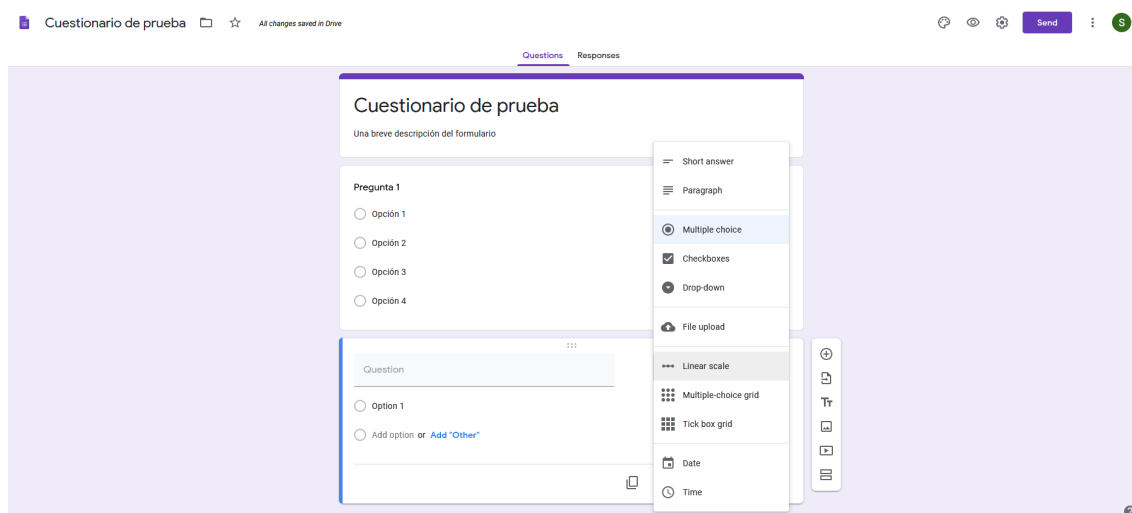 Cuestionario de prueba
All changes saved in Drive
Send
S
Questions Responses
Cuestionario de prueba
Una breve descripción del formulario
Pregunta 1
Opción 1
Opción 2
Opción 3
Opción 4
Question
Option 1
Add option or Add "Other"
Short answer
Paragraph
Multiple choice
Checkboxes
Drop-down
File upload
Linear scale
Multiple-choice grid
Tick box grid
Date
Time
Tт